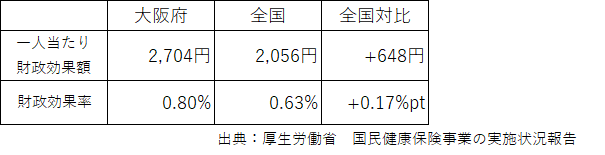 大阪府 全国 全国対比
一人当たり
財政効果額 2,704円 2,056円 +648円
財政効果率 0.80% 0.63% +0.17%pt
出典：厚生労働省　国民健康保険事業の実施状況報告